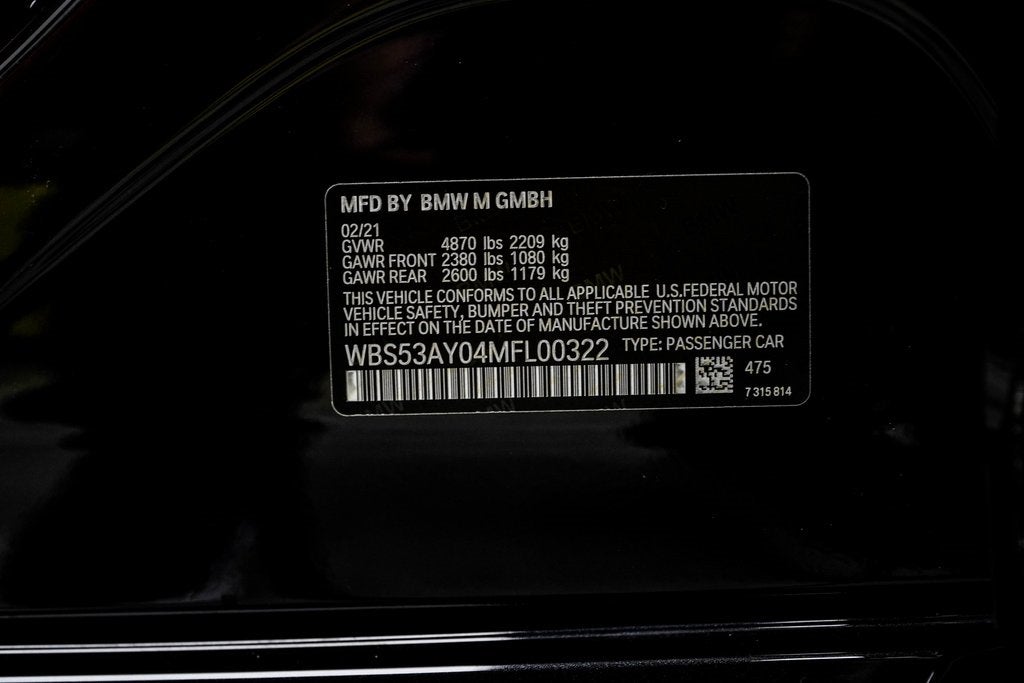 MFD BY BMW M GMBH
02/21
GVWR 4870 lbs 2209 kg
GAWR FRONT 2380 lbs 1080 kg
GAWR REAR 2600 lbs 1179 kg
THIS VEHICLE CONFORMS TO ALL APPLICABLE U.S.FEDERAL MOTOR
VEHICLE SAFETY, BUMPER AND THEFT PREVENTION STANDARDS
IN EFFECT ON THE DATE OF MANUFACTURE SHOWN ABOVE.
WBS53AY04MFL00322 TYPE: PASSENGER CAR
475
7 315 814